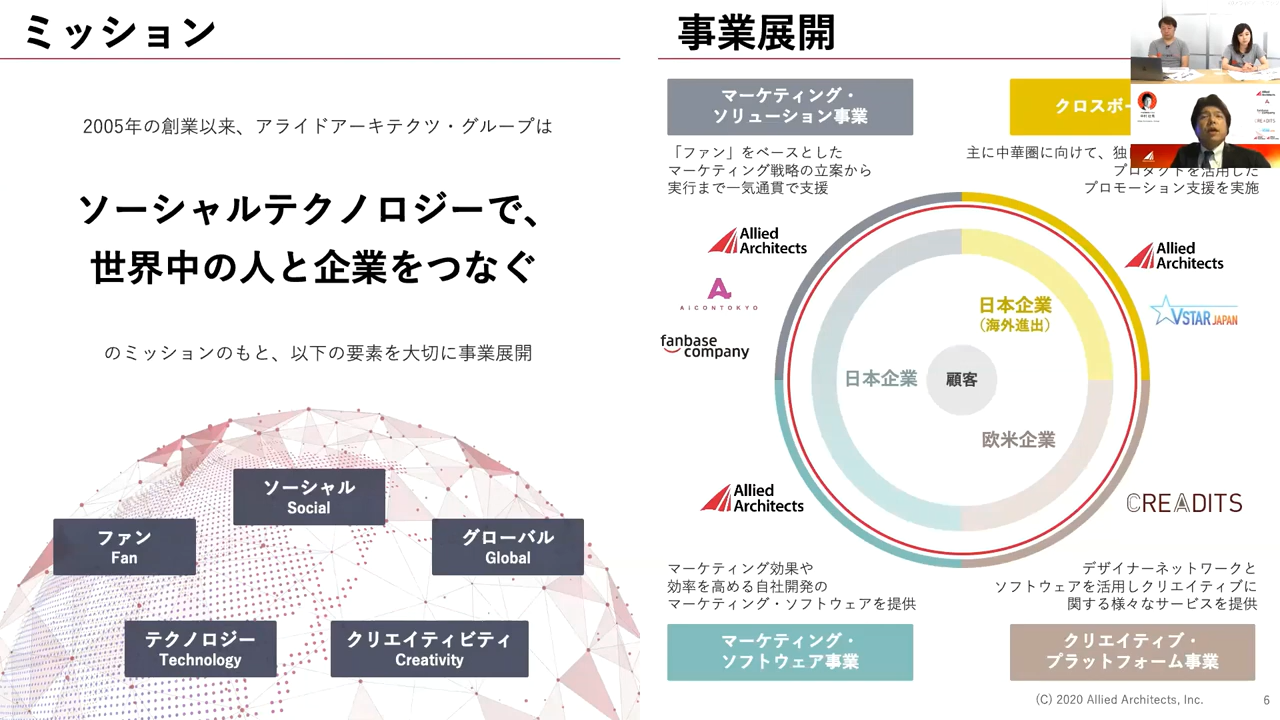 ミッション
2005年の創業以来、アライドアーキテクツ・グループは
ソーシャルテクノロジーで、
世界中の人と企業をつなぐ
のミッションのもと、以下の要素を大切に事業展開
ソーシャル
Social
ファン
Fan
グローバル
Global
テクノロジー
Technology
クリエイティビティ
Creativity
事業展開
マーケティング・
ソリューション事業
「ファン」をベースとした
マーケティング戦略の立案から
実行まで一気通貫で支援
クロスボー
主に中華圏に向けて、独
プロダクトを活用した
プロモーション支援を実施
Allied
Architects
AICONTOKYO
fanbase
company
Allied
Architects
VSTAR JAPAN
日本企業
(海外進出)
日本企業
顧客
欧米企業
Allied
Architects
CREADITS
マーケティング効果や
効率を高める自社開発の
マーケティング・ソフトウェアを提供
デザイナーネットワークと
ソフトウェアを活用しクリエイティブに
関する様々なサービスを提供
マーケティング・
ソフトウェア事業
クリエイティブ・
プラットフォーム事業
(C) 2020 Allied Architects, Inc.
6